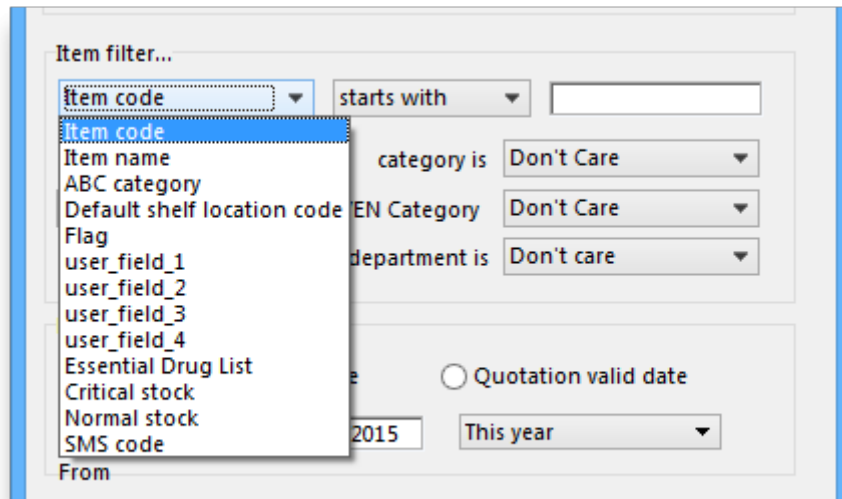 Item filter...
Item code starts with
Item code
Item name category is Don't Care
ABC category
Default shelf location code 'EN Category Don't Care
Flag
user_field_1 department is Don't care
user_field_2
user_field_3
user_field_4
Essential Drug List
Critical stock e Quotation valid date
Normal stock
SMS code 2015 This year
From